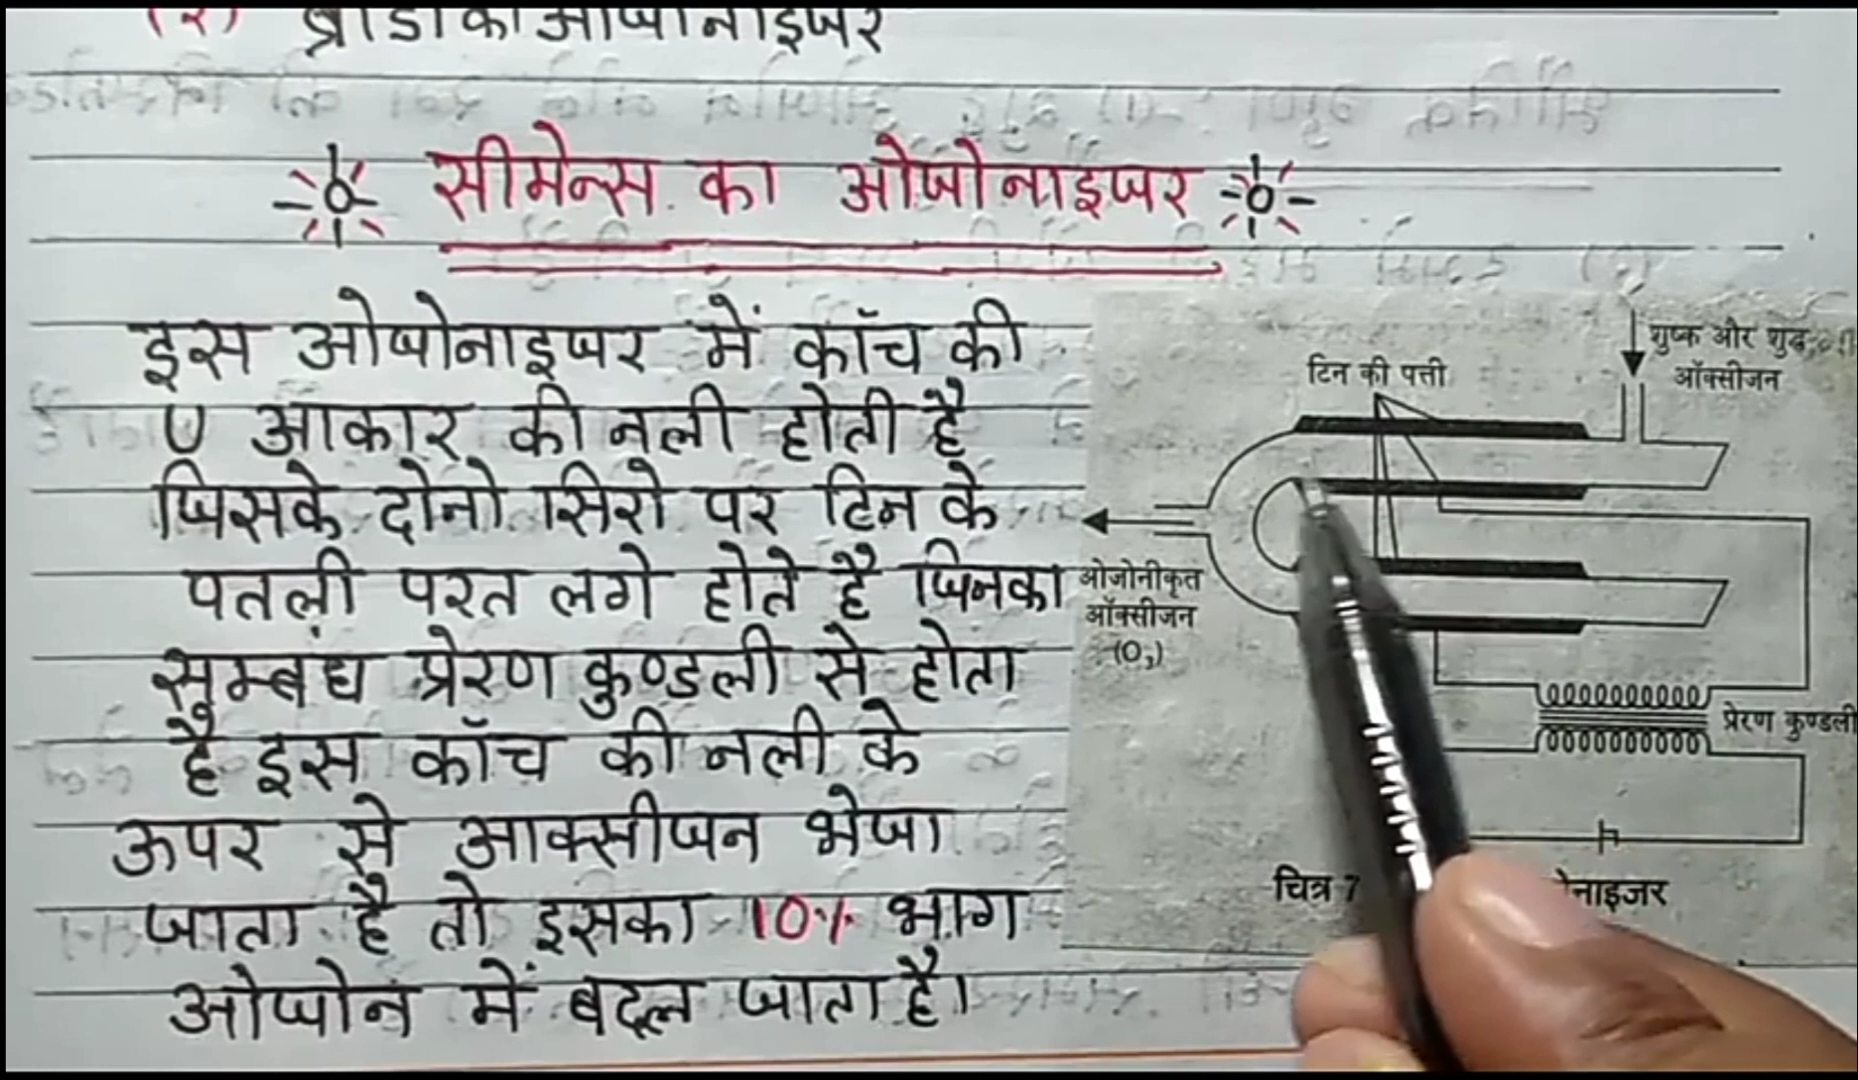 (२) ब्रोडी का ओजोनाइजर
सीमेन्स का ओजोनाइजर
इस ओजोनाइजर में काँच की
U आकार की नली होती है
जिसके दोनो सिरो पर टिन के
पतली परत लगे होते है जिनका
सम्बंध प्रेरण कुण्डली से होता
है इस काँच की नली के
ऊपर से आक्सीजन भेजा
जाता है तो इसका 10% भाग
ओजोन में बदल जाता है।
टिन की पत्ती
शुष्क और शुद्ध
ऑक्सीजन
ओजोनीकृत
ऑक्सीजन
(O₃)
प्रेरण कुण्डली
चित्र 7 नाइजर